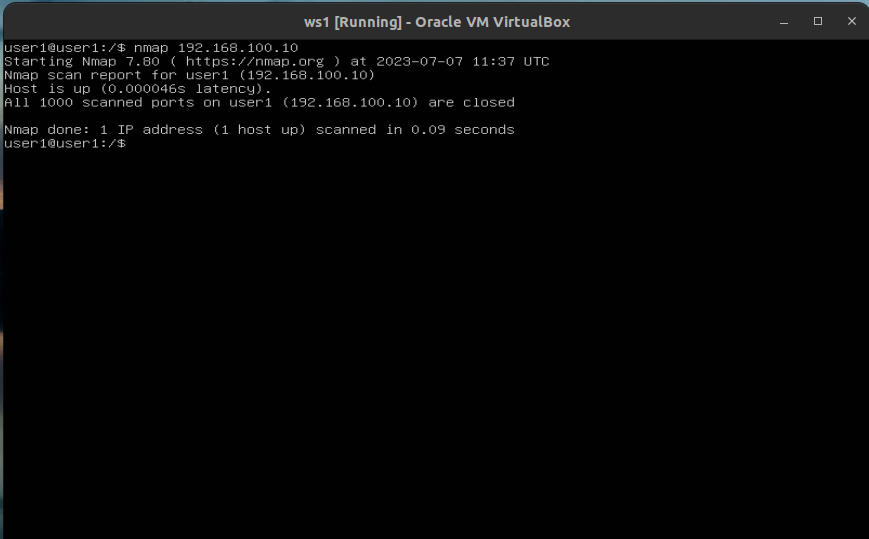 ws1 [Running] - Oracle VM VirtualBox
user1@user1:/$ nmap 192.168.100.10
Starting Nmap 7.80 ( https://nmap.org ) at 2023-07-07 11:37 UTC
Nmap scan report for user1 (192.168.100.10)
Host is up (0.000046s latency).
All 1000 scanned ports on user1 (192.168.100.10) are closed
Nmap done: 1 IP address (1 host up) scanned in 0.09 seconds
user1@user1:/$